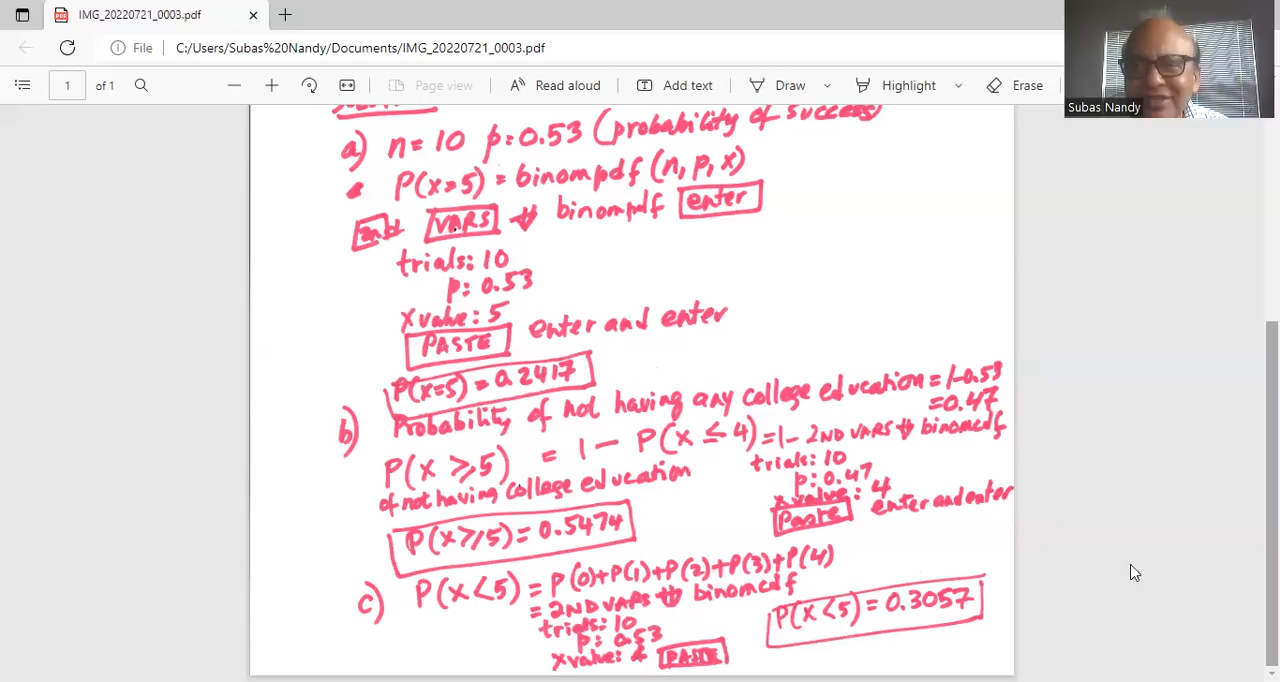 IMG_20220721_0003.pdf
File C:/Users/Subas%20Nandy/Documents/IMG_20220721_0003.pdf
1 of 1 Page view Read aloud Add text Draw Highlight Erase
Subas Nandy
a) n = 10 p = 0.53 (probability of success
P(x=5) = binompdf (n, p, x)
2nd VARS binompdf enter
trials: 10
p: 0.53
x value: 5
PASTE enter and enter
P(x=5) = 0.2417
b) Probability of not having any college education = 1-0.53
= 0.47
P(x ≥ 5) = 1 - P(x ≤ 4) = 1 - 2ND VARS binomcdf
of not having college education
trials: 10
p: 0.47
x value: 4
Paste enter and enter
P(x ≥ 5) = 0.5474
c) P(x < 5) = P(0)+P(1)+P(2)+P(3)+P(4)
= 2ND VARS binomcdf
trials: 10
p: 0.53
x value: 4 PASTE
P(x < 5) = 0.3057